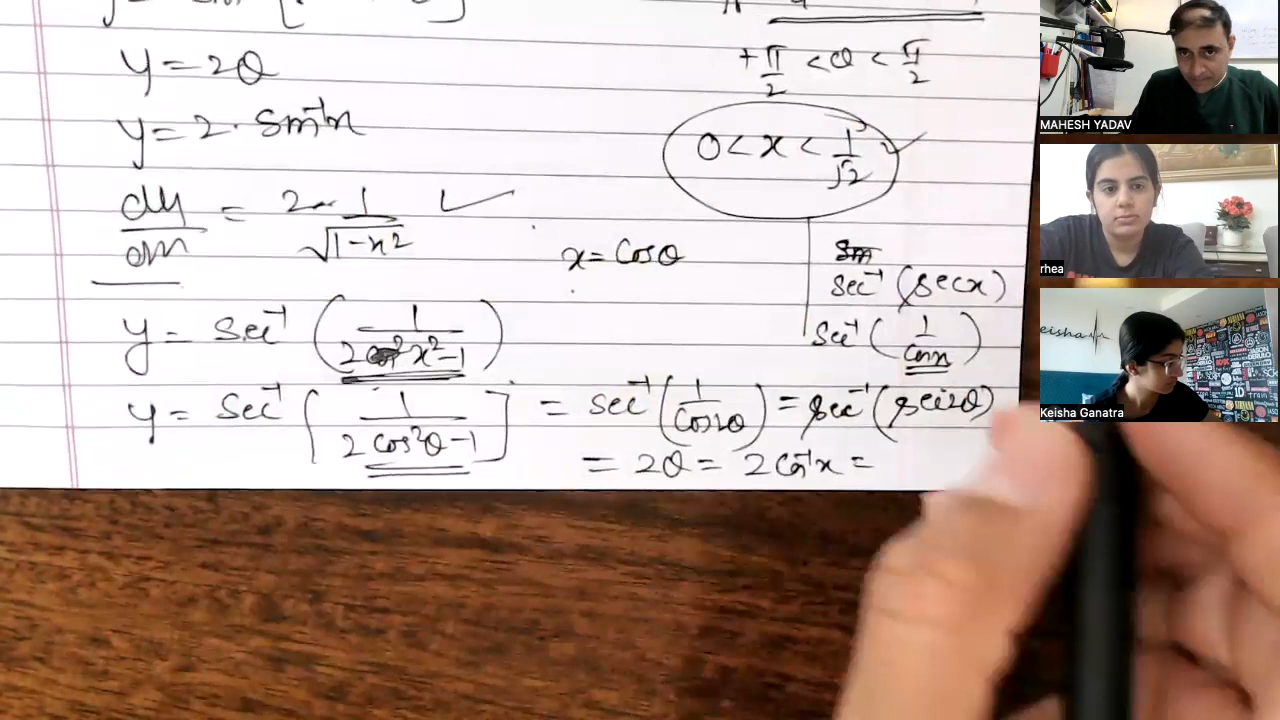 y = 2θ
+π/2 < θ < π/2
y = 2 · sin⁻¹x
0 < x < 1/√2 ✓
dy/dx = 2 · 1/√(1-x²) ✓
x = cosθ
sec⁻¹ (secx)
sec⁻¹ (1/cosx)
y = sec⁻¹ (1/(2x²-1))
y = sec⁻¹ [1/(2cos²θ-1)] = sec⁻¹ (1/cos2θ) = sec⁻¹ (sec2θ)
= 2θ = 2cos⁻¹x =
MAHESH YADAV
rhea
eisha
Keisha Ganatra